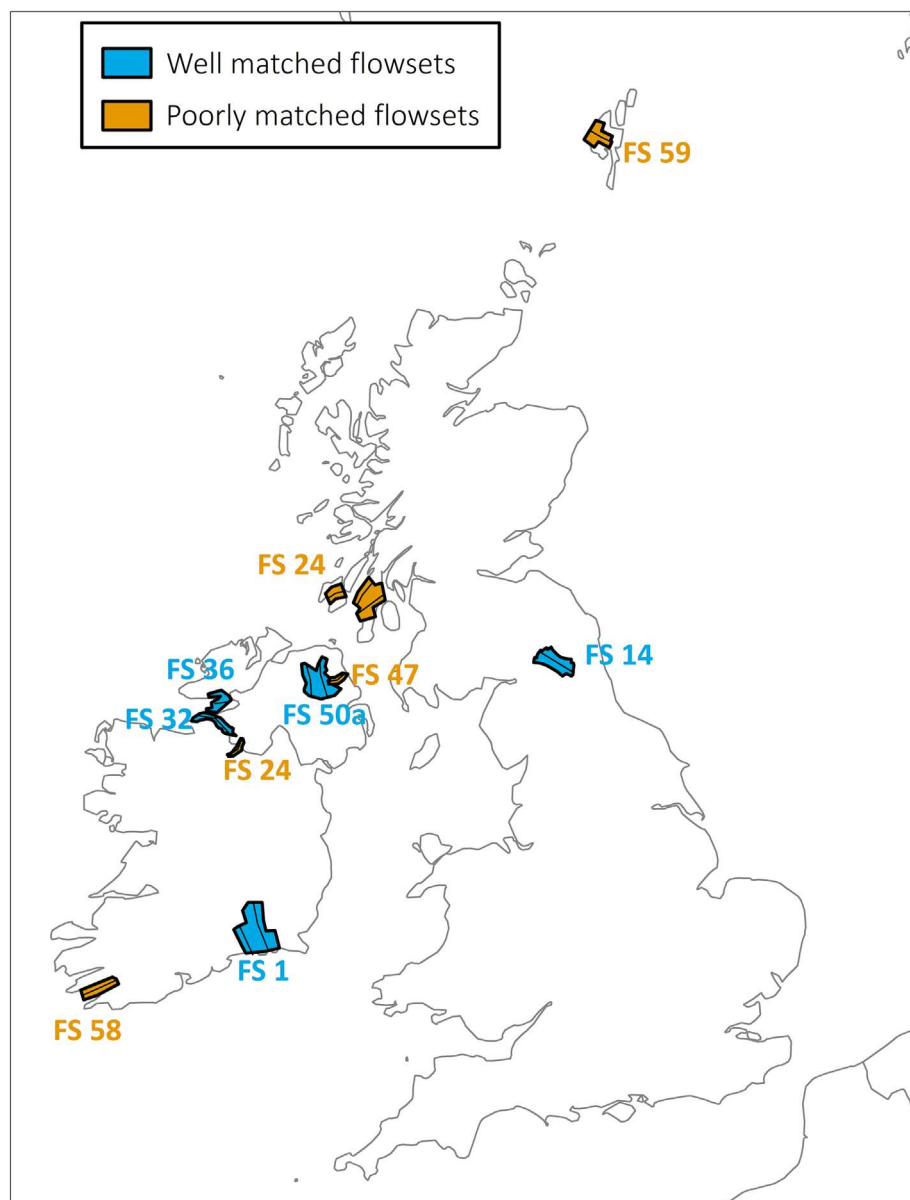 Well matched flowsets
Poorly matched flowsets
FS 59
FS 24
FS 14
FS 36
FS 47
FS 50a
FS 32
FS 24
FS 1
FS 58